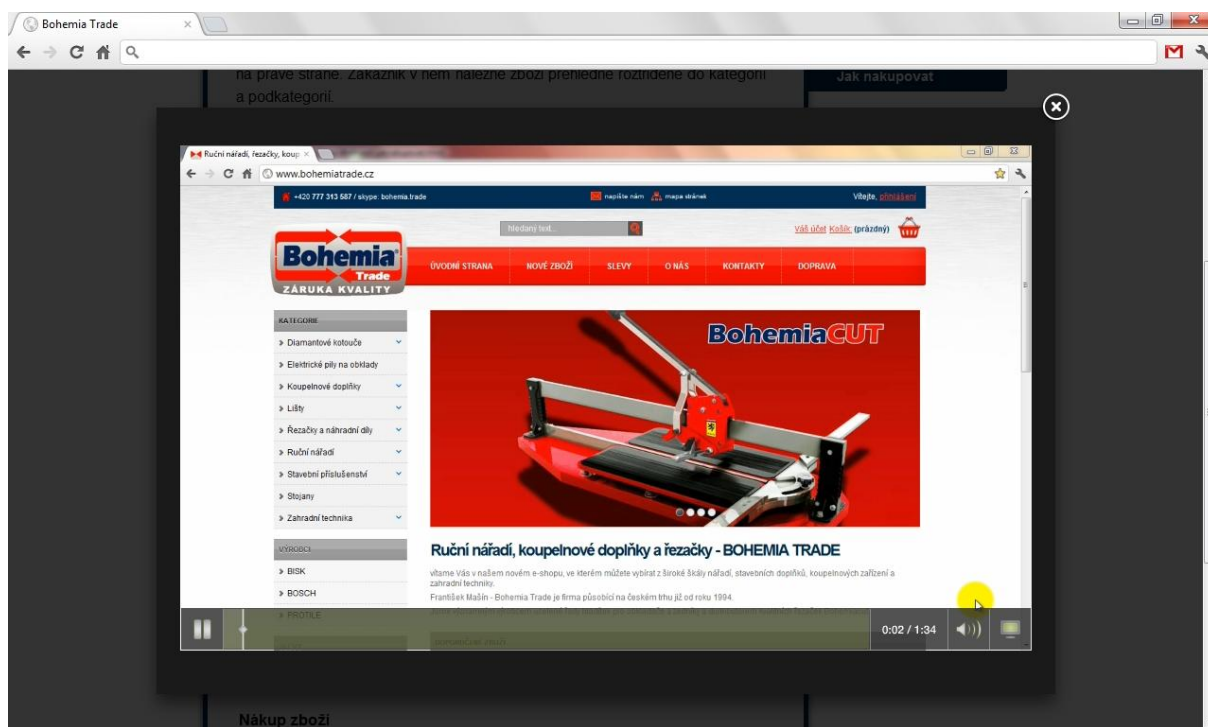 Bohemia Trade
na pravé straně. Zákazník v něm nalezne zboží přehledně roztříděné do kategorií
a podkategorií.
Jak nakupovat
Ruční nářadí, řezačky, koup
www.bohemiatrade.cz
+420 777 313 587 / skype: bohemia.trade
napište nám
mapa stránek
Vítejte, přihlášení
hledaný text...
Váš účet Košík: (prázdný)
Bohemia
Trade
ZÁRUKA KVALITY
ÚVODNÍ STRANA NOVÉ ZBOŽÍ SLEVY O NÁS KONTAKTY DOPRAVA
KATEGORIE
» Diamantové kotouče
» Elektrické pily na obklady
» Koupelnové doplňky
» Lišty
» Řezačky a náhradní díly
» Ruční nářadí
» Stavební příslušenství
» Stojany
» Zahradní technika
BohemiaCUT
VÝROBCI
» BISK
» BOSCH
» PROTILE
Ruční nářadí, koupelnové doplňky a řezačky - BOHEMIA TRADE
vítame Vás v našem novém e-shopu, ve kterém můžete vybírat z široké škály nářadí, stavebních doplňků, koupelnových zařízení a
zahradní techniky.
František Mašín - Bohemia Trade je firma působící na českém trhu již od roku 1994.
DOPORUČENÉ ZBOŽÍ
0:02 / 1:34
Nákup zboží